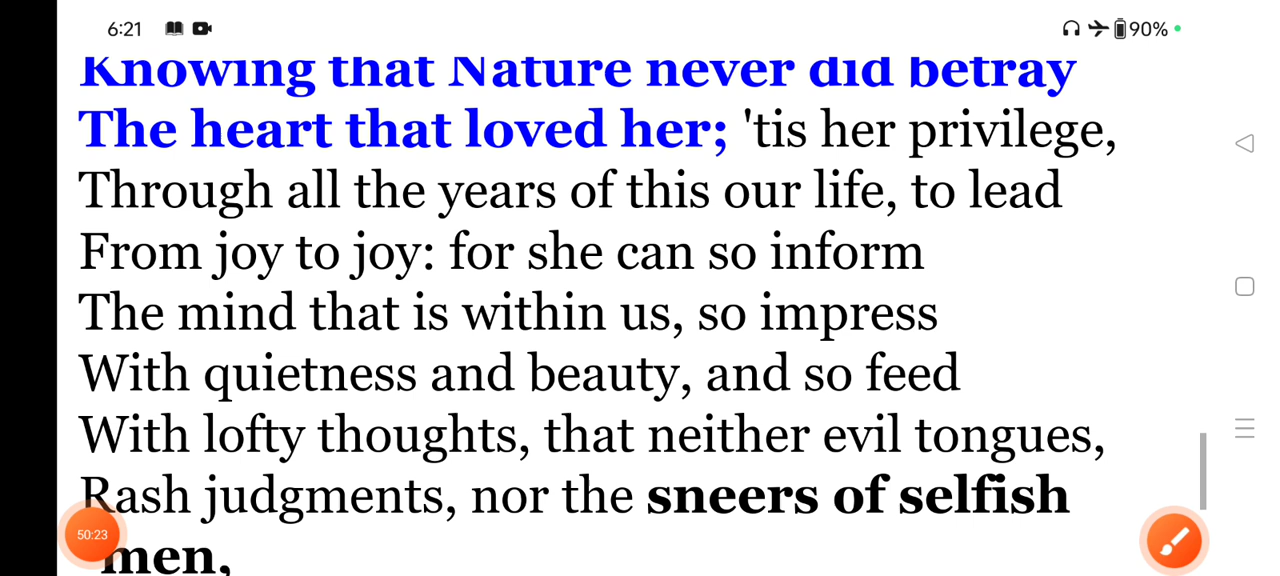 6:21 90%
Knowing that Nature never did betray
The heart that loved her; 'tis her privilege,
Through all the years of this our life, to lead
From joy to joy: for she can so inform
The mind that is within us, so impress
With quietness and beauty, and so feed
With lofty thoughts, that neither evil tongues,
Rash judgments, nor the sneers of selfish
50:23
men,